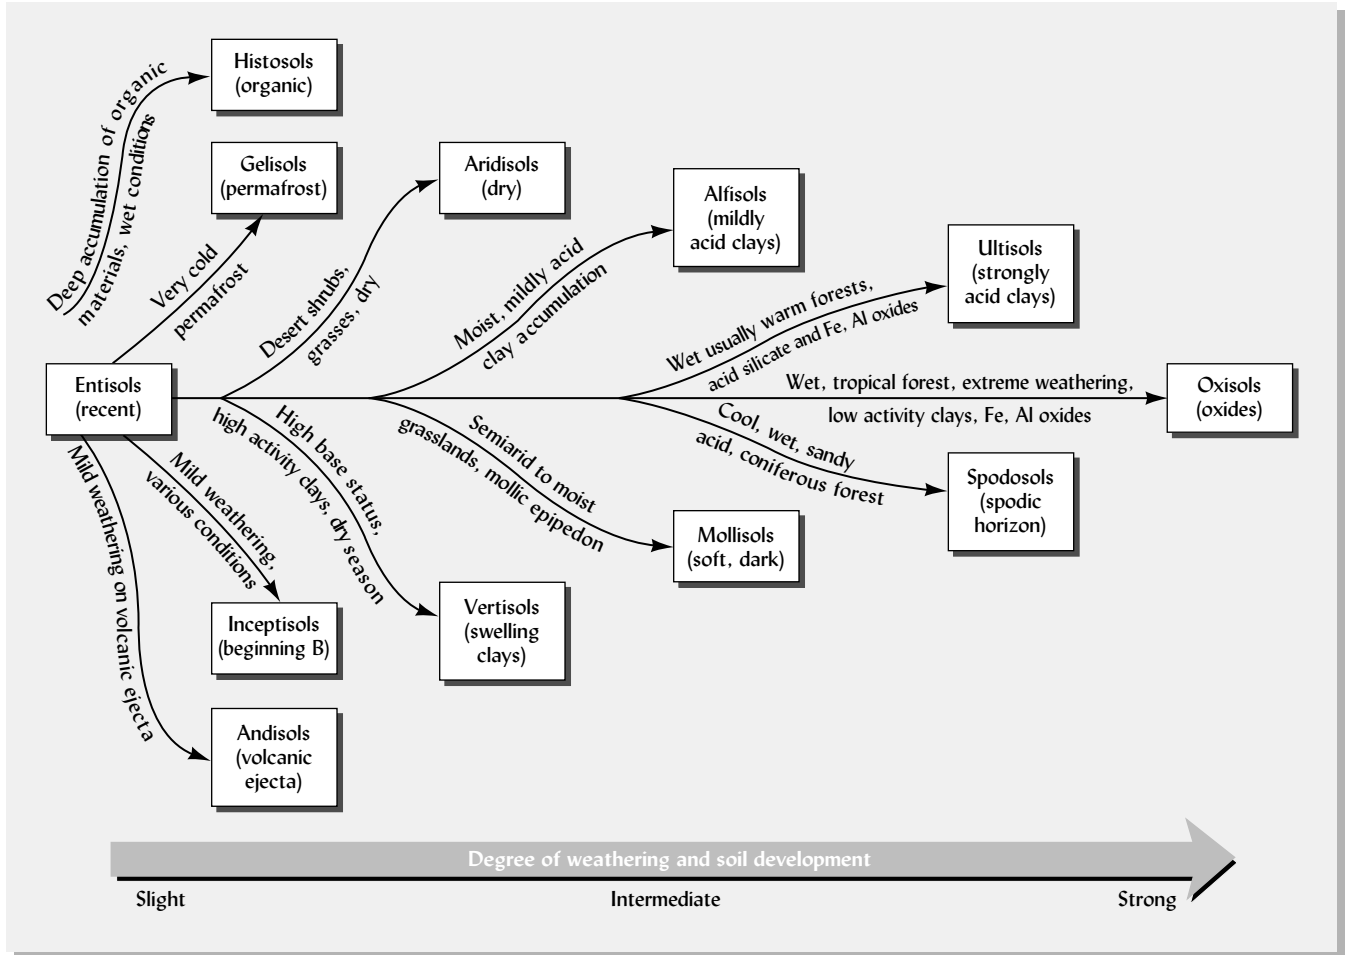 Deep accumulation of organic
materials, wet conditions
Histosols
(organic)
Very cold
permafrost
Gelisols
(permafrost)
Desert shrubs,
grasses, dry
Aridisols
(dry)
Moist, mildly acid
clay accumulation
Alfisols
(mildly
acid clays)
Wet usually warm forests,
acid silicate and Fe, Al oxides
Ultisols
(strongly
acid clays)
Entisols
(recent)
Wet, tropical forest, extreme weathering,
low activity clays, Fe, Al oxides
Oxisols
(oxides)
Cool, wet, sandy
acid, coniferous forest
Spodosols
(spodic
horizon)
Semiarid to moist
grasslands, mollic epipedon
Mollisols
(soft, dark)
High base status,
high activity clays, dry season
Vertisols
(swelling
clays)
Mild weathering,
various conditions
Inceptisols
(beginning B)
Mild weathering on volcanic ejecta
Andisols
(volcanic
ejecta)
Degree of weathering and soil development
Slight
Intermediate
Strong